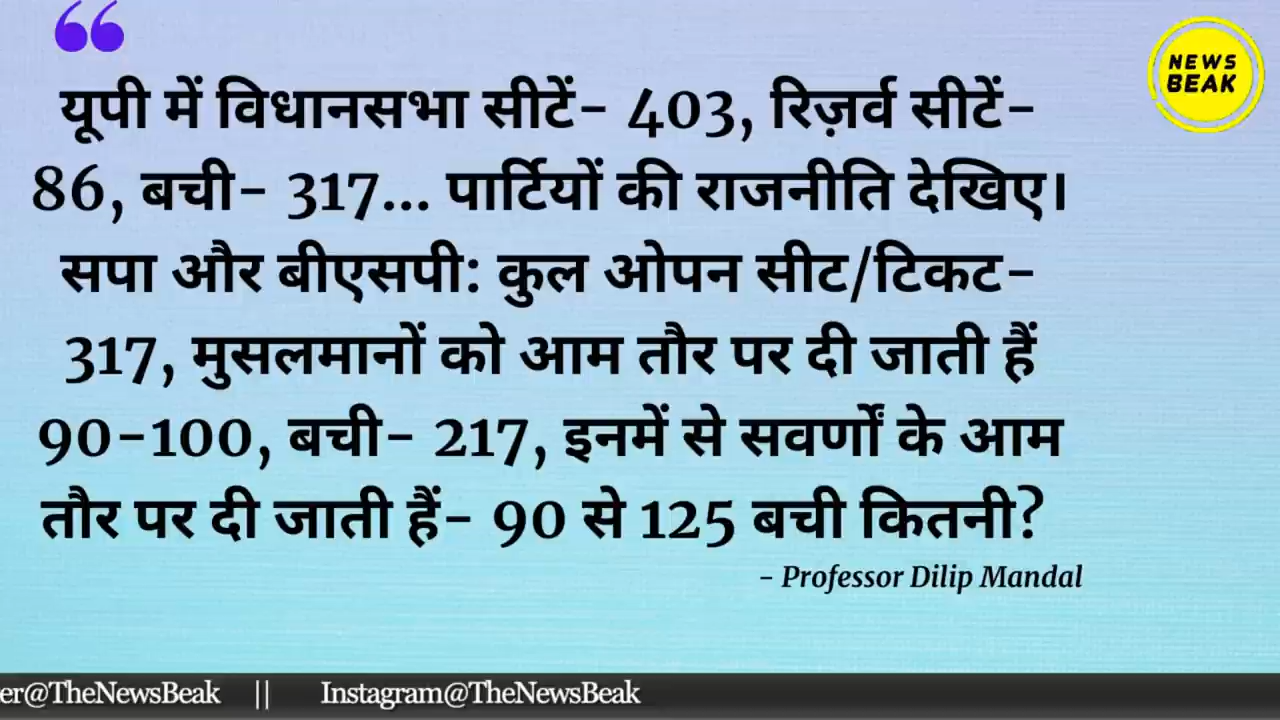 NEWS
BEAK
यूपी में विधानसभा सीटें- 403, रिज़र्व सीटें-
86, बची- 317... पार्टियों की राजनीति देखिए।
सपा और बीएसपी: कुल ओपन सीट/टिकट-
317, मुसलमानों को आम तौर पर दी जाती हैं
90-100, बची- 217, इनमें से सवर्णों के आम
तौर पर दी जाती हैं- 90 से 125 बची कितनी?
- Professor Dilip Mandal
er@TheNewsBeak || Instagram@TheNewsBeak